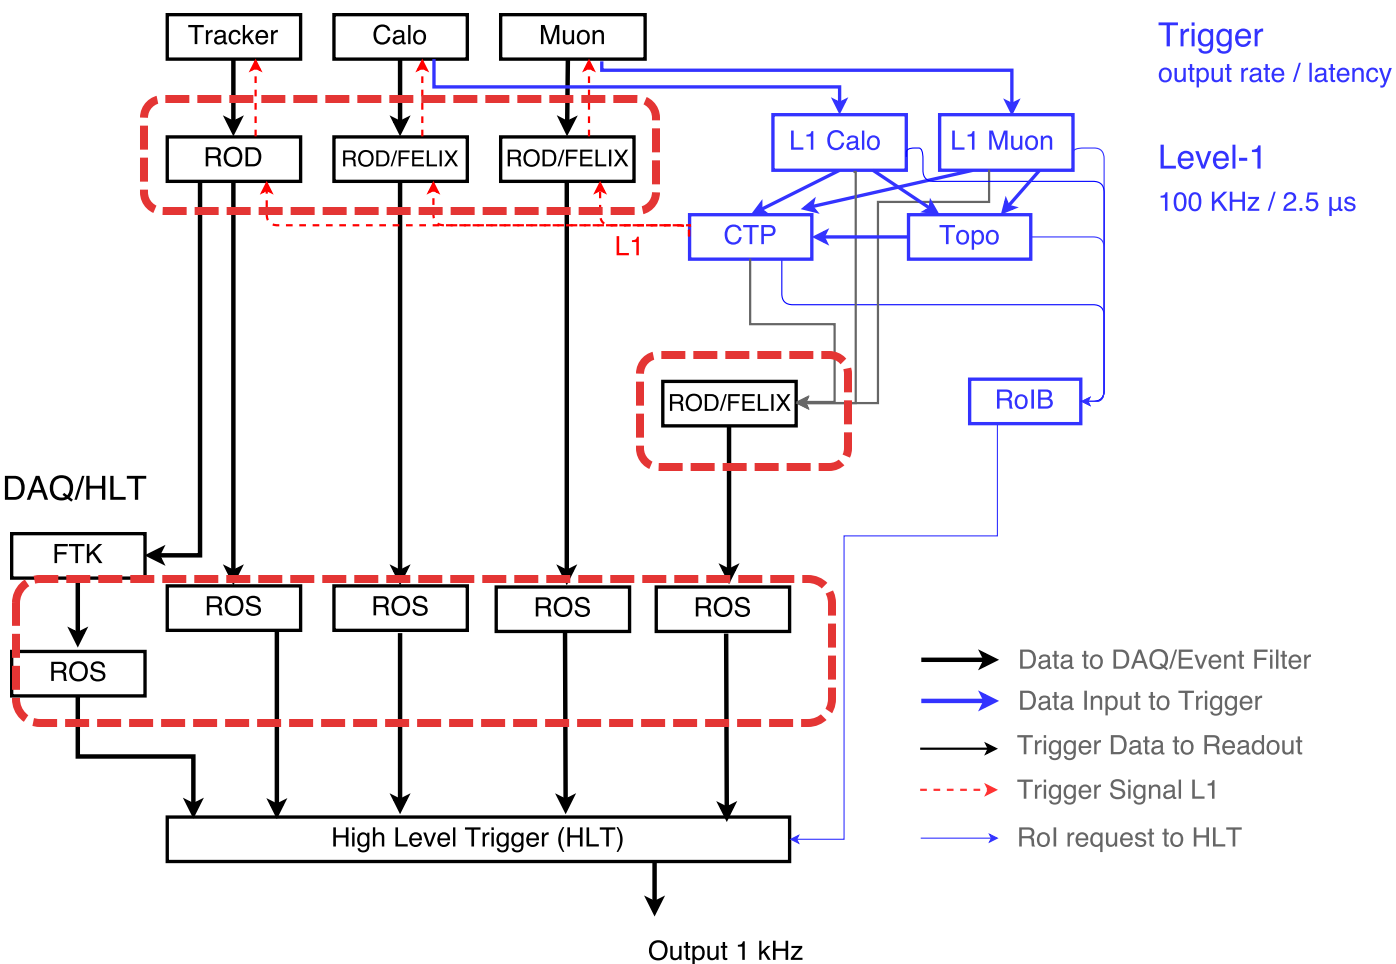 Tracker
Calo
Muon
Trigger
output rate / latency
ROD
ROD/FELIX
ROD/FELIX
L1 Calo
L1 Muon
Level-1
100 KHz / 2.5 μs
CTP
Topo
L1
ROD/FELIX
RoIB
DAQ/HLT
FTK
ROS
ROS
ROS
ROS
ROS
Data to DAQ/Event Filter
Data Input to Trigger
Trigger Data to Readout
Trigger Signal L1
RoI request to HLT
High Level Trigger (HLT)
Output 1 kHz